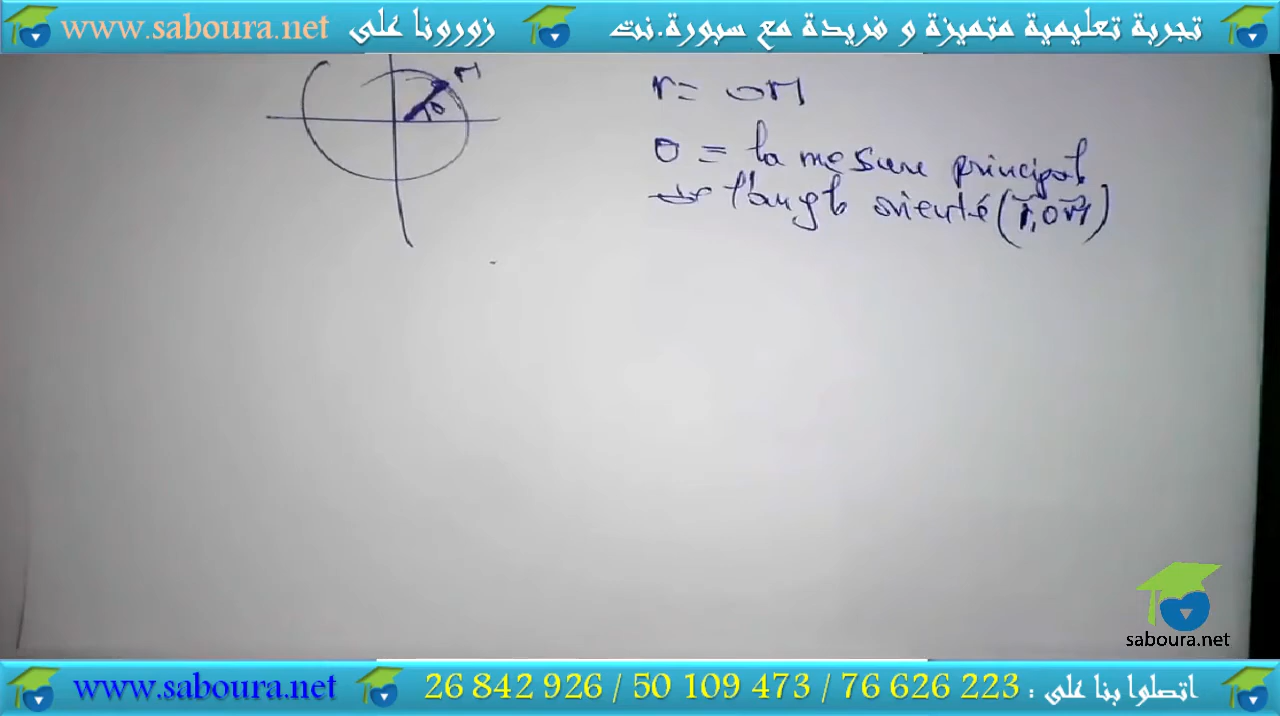 www.saboura.net زورونا على تجربة تعليمية متميزة و فريدة مع سبورة.نت
M
θ
r = OM
θ = la mesure principal
de l'angle orienté (i, OM)
saboura.net
www.saboura.net 26 842 926 / 50 109 473 / 76 626 223 : اتصلوا بنا على